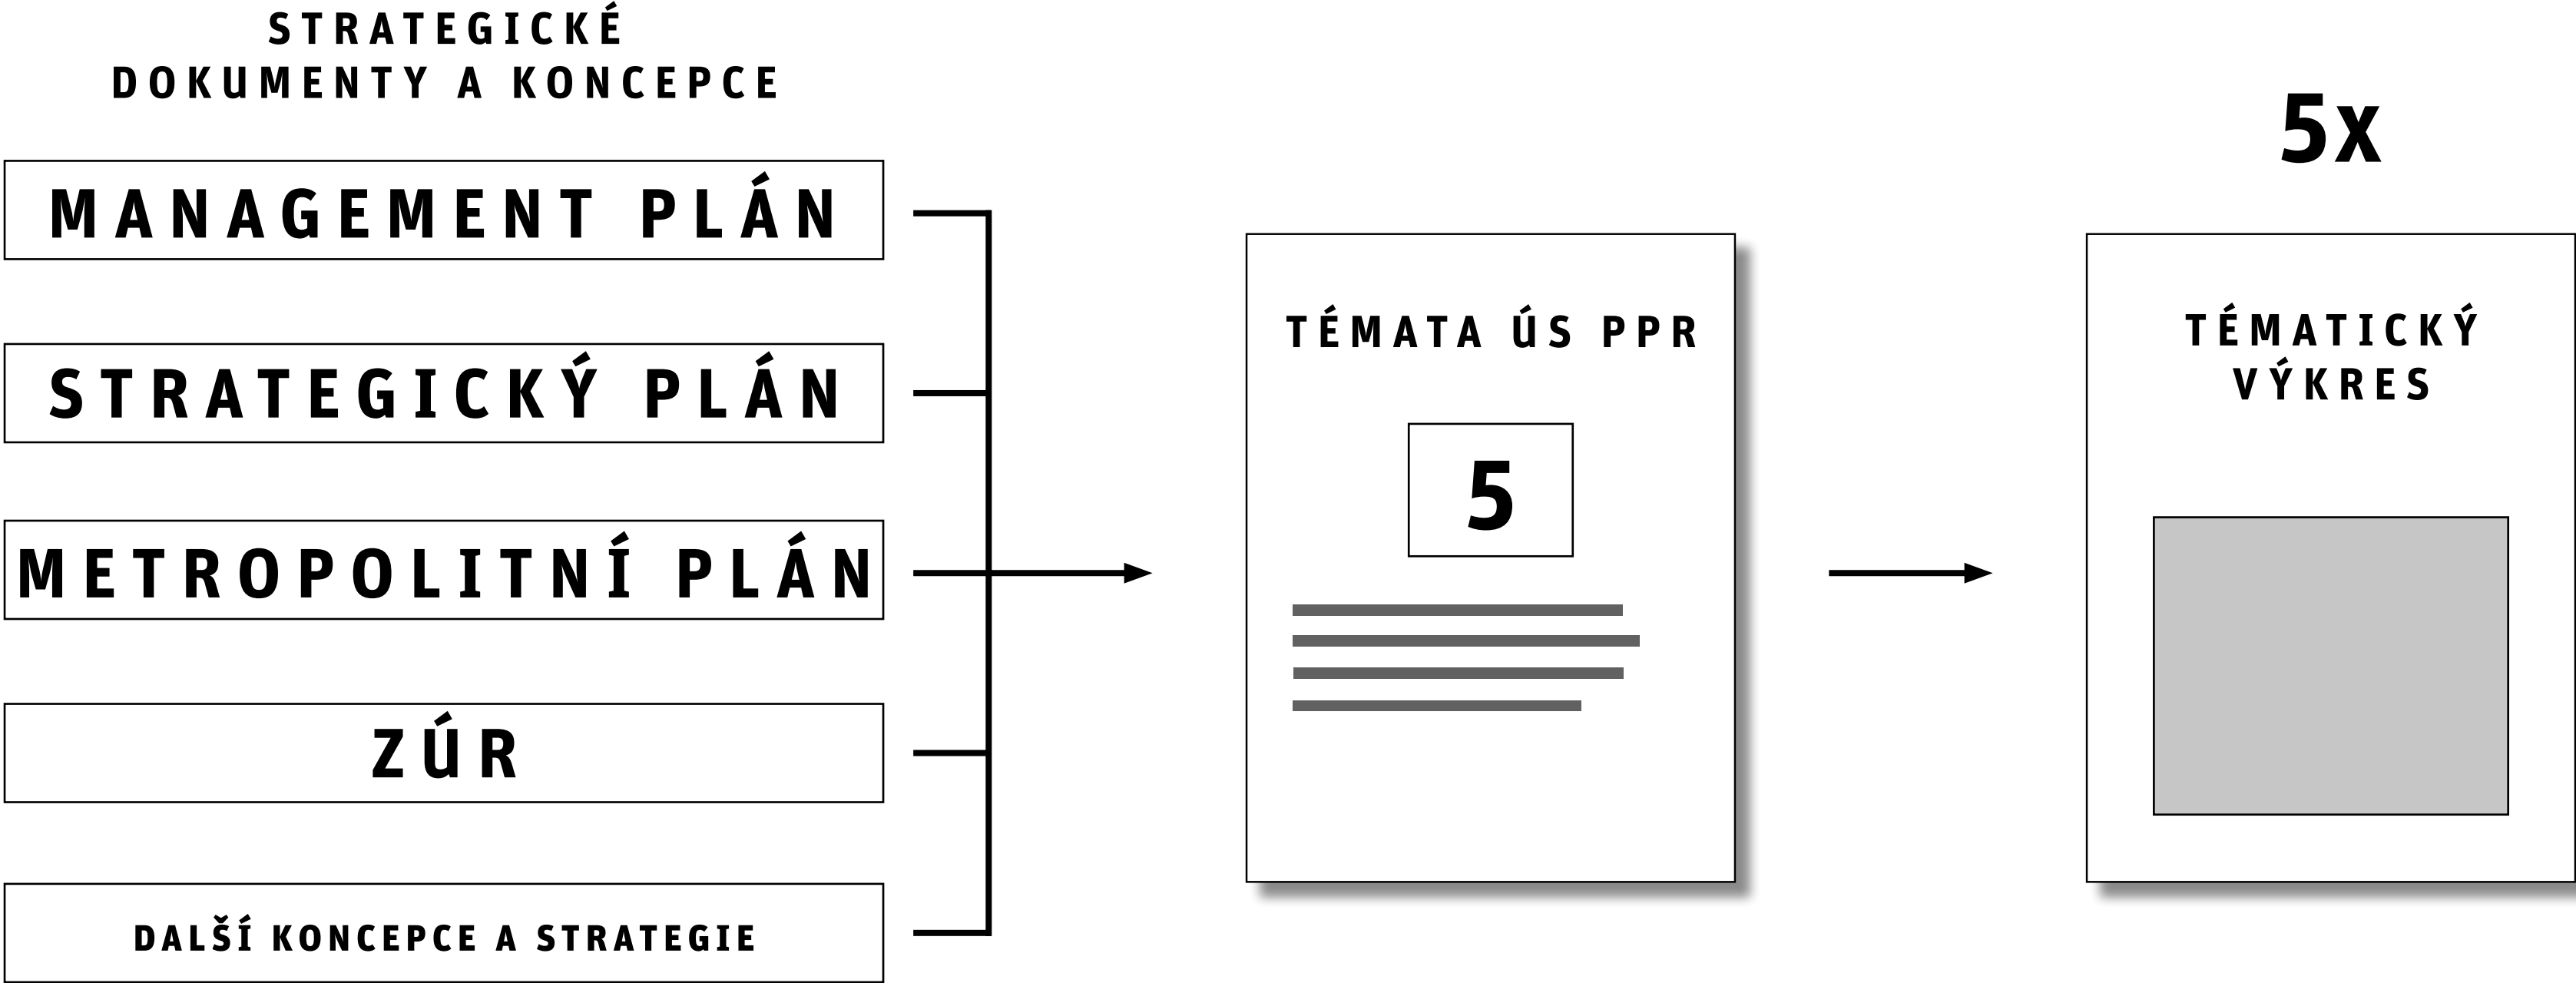 STRATEGICKÉ
DOKUMENTY A KONCEPCE
MANAGEMENT PLÁN
STRATEGICKÝ PLÁN
METROPOLITNÍ PLÁN
ZÚR
DALŠÍ KONCEPCE A STRATEGIE
TÉMATA ÚS PPR
5
5x
TÉMATICKÝ
VÝKRES